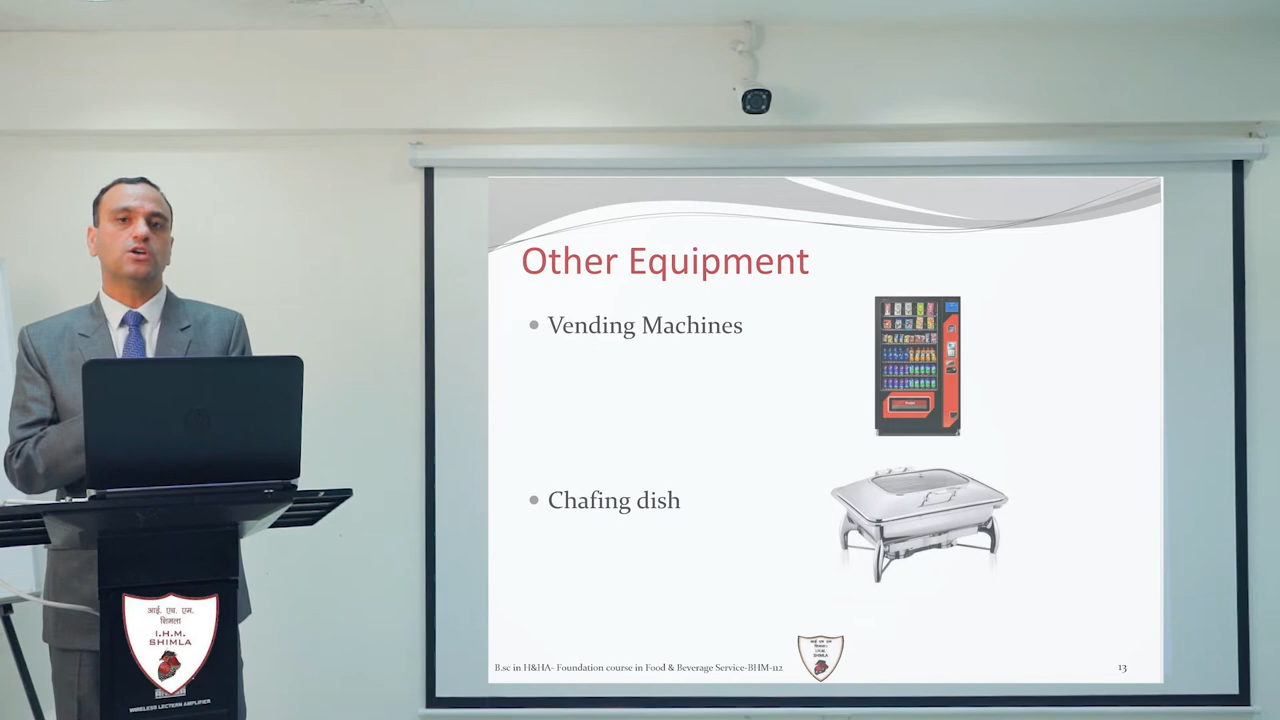 Other Equipment
Vending Machines
Chafing dish
B.sc in H&HA- Foundation course in Food & Beverage Service-BHM-112
13
आई. एच. एम.
शिमला
I.H.M.
SHIMLA
WIRELESS LECTERN AMPLIFIER